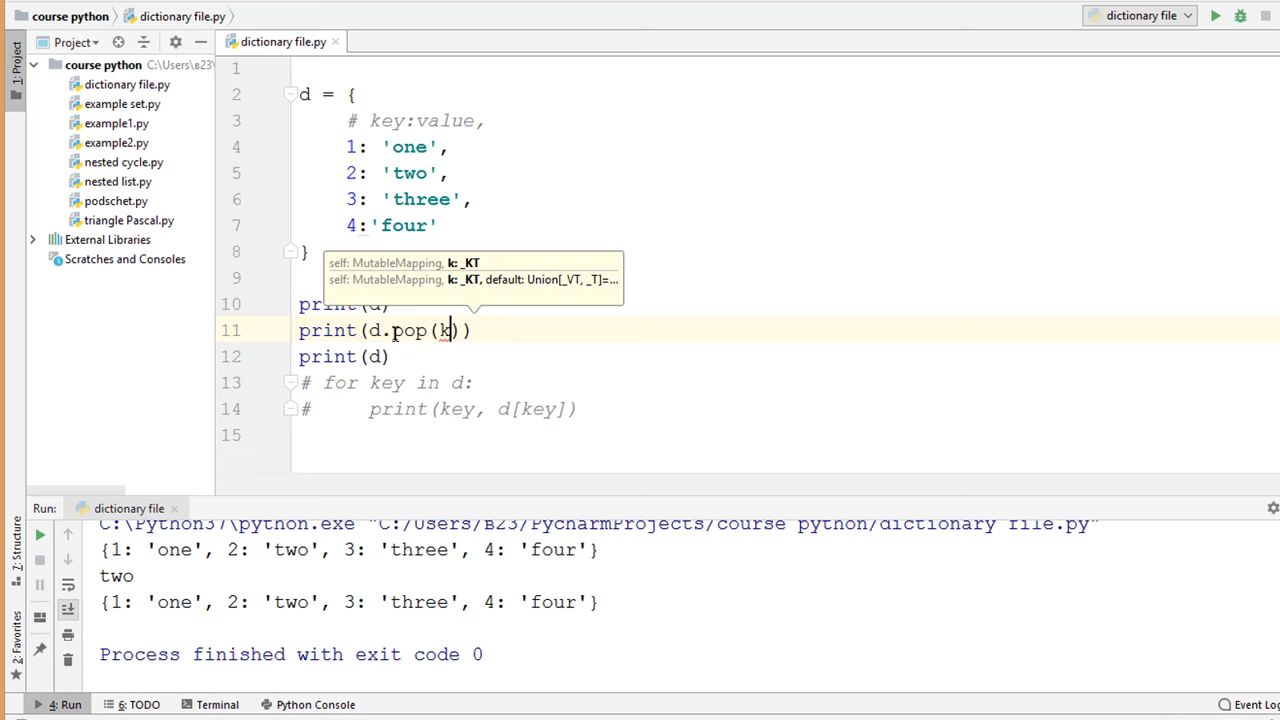 course python
dictionary file.py
dictionary file
Project
dictionary file.py
1: Project
course python C:\Users\в23\
dictionary file.py
example set.py
example1.py
example2.py
nested cycle.py
nested list.py
podschet.py
triangle Pascal.py
External Libraries
Scratches and Consoles
1
2 d = {
3 # key:value,
4 1: 'one',
5 2: 'two',
6 3: 'three',
7 4:'four'
8 }
self: MutableMapping, k: _KT
self: MutableMapping, k: _KT, default: Union[_VT, _T]=...
9
10 print(d)
11 print(d.pop(k))
12 print(d)
13 # for key in d:
14 #     print(key, d[key])
15
Run: dictionary file
C:\Python37\python.exe "C:/Users/в23/PycharmProjects/course python/dictionary file.py"
{1: 'one', 2: 'two', 3: 'three', 4: 'four'}
two
{1: 'one', 2: 'two', 3: 'three', 4: 'four'}
Process finished with exit code 0
7: Structure
2: Favorites
4: Run
6: TODO
Terminal
Python Console
Event Log